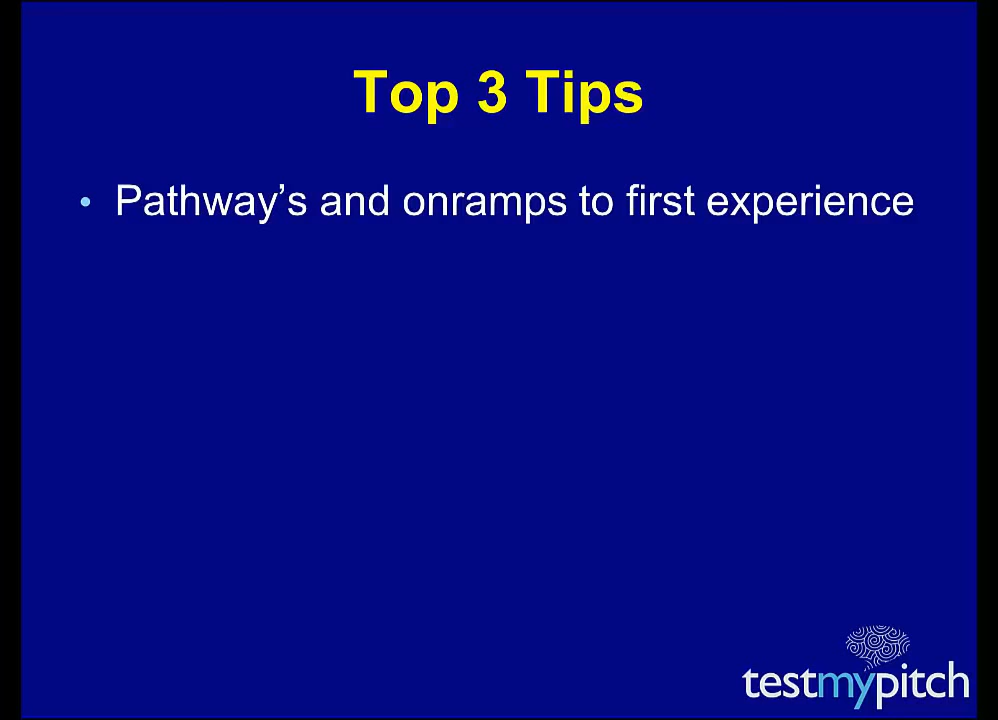 Top 3 Tips
• Pathway’s and onramps to first experience
testmypitch